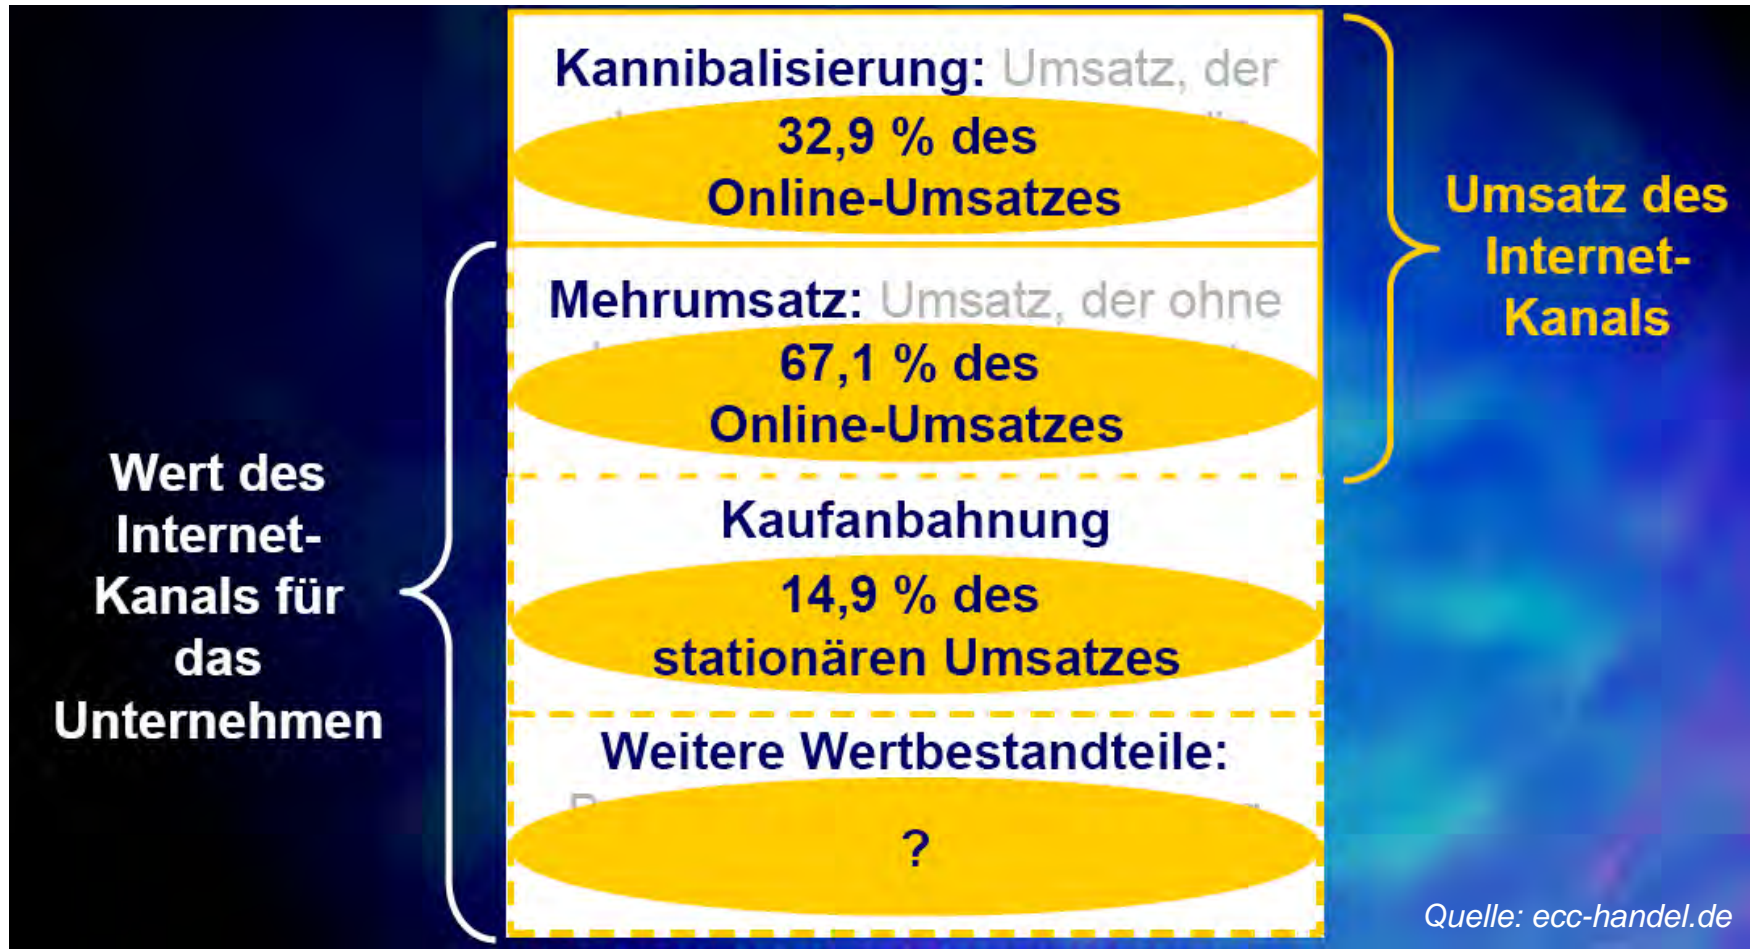 Kannibalisierung: Umsatz, der
32,9 % des
Online-Umsatzes
Mehrumsatz: Umsatz, der ohne
67,1 % des
Online-Umsatzes
Kaufanbahnung
14,9 % des
stationären Umsatzes
Weitere Wertbestandteile:
?
Wert des
Internet-
Kanals für
das
Unternehmen
Umsatz des
Internet-
Kanals
Quelle: ecc-handel.de